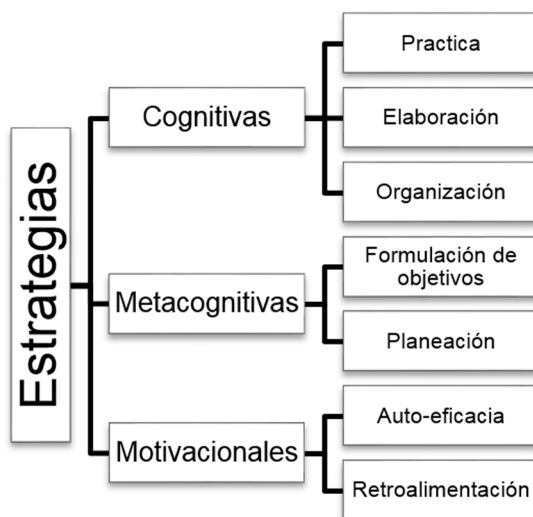 Estrategias
Cognitivas
Practica
Elaboración
Organización
Metacognitivas
Formulación de
objetivos
Planeación
Motivacionales
Auto-eficacia
Retroalimentación